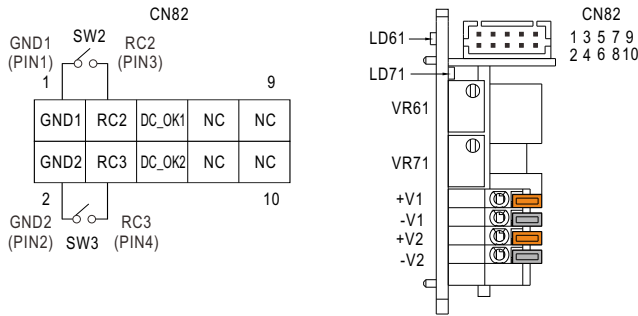 CN82
GND1 SW2 RC2
(PIN1) (PIN3)
1 9
GND1 RC2 DC_OK1 NC NC
GND2 RC3 DC_OK2 NC NC
2 10
GND2 RC3
(PIN2) SW3 (PIN4)
CN82
LD61
1 3 5 7 9
2 4 6 8 10
LD71
VR61
VR71
+V1
-V1
+V2
-V2